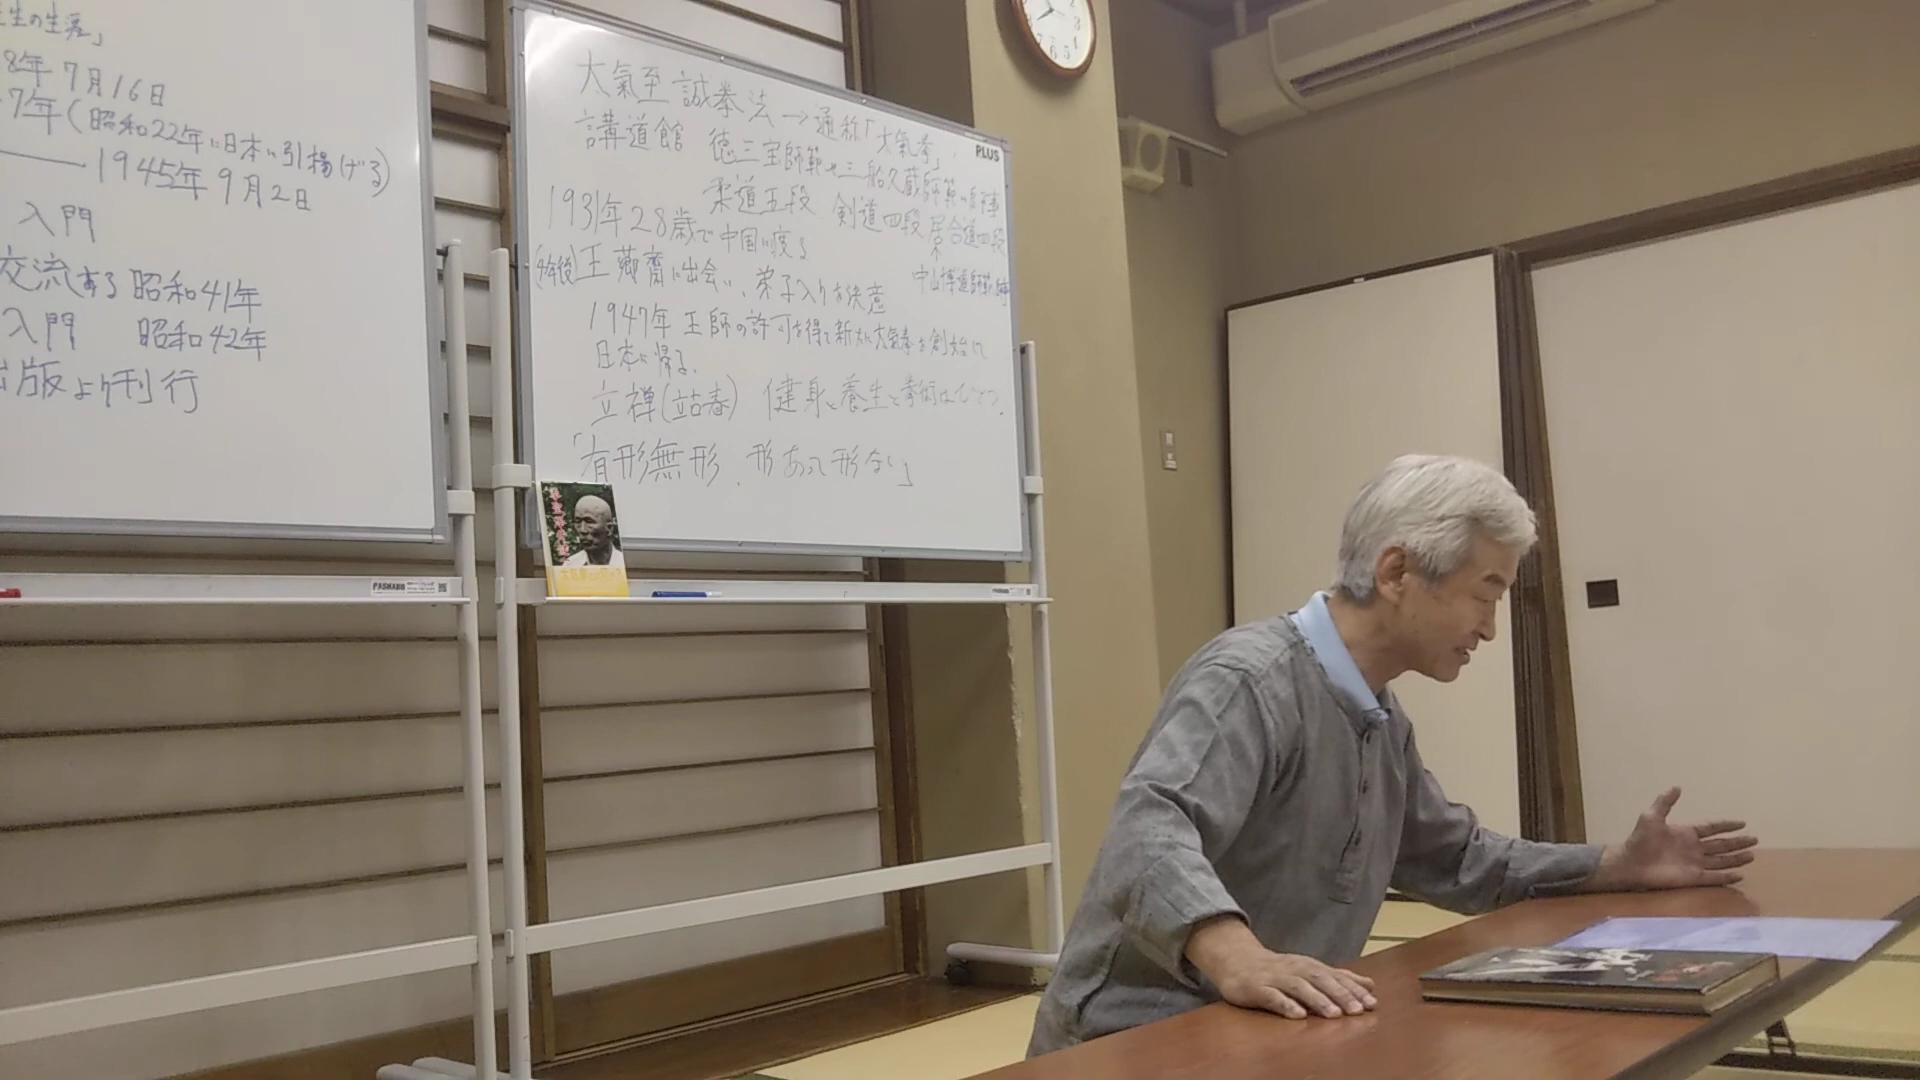 生の生涯」
8年 7月16日
7年(昭和22年に日本に引揚げる)
1945年 9月2日
入門
交流ある 昭和41年
入門 昭和42年
出版より刊行
大氣至誠拳法→通称「大氣拳」
講道館 徳三宝師範や三船久蔵師範に師事
柔道五段 剣道四段 居合道四段
1931年28歳で中国に渡る
中山博道師範に師事
王薌齋に出会い、弟子入りを決意
1947年 王師の許可を得て新たに大氣拳を創始して
日本に帰る。
立禅(站春) 健身と養生と拳術はひとつ.
「有形無形、形あって形ない」
PLUS